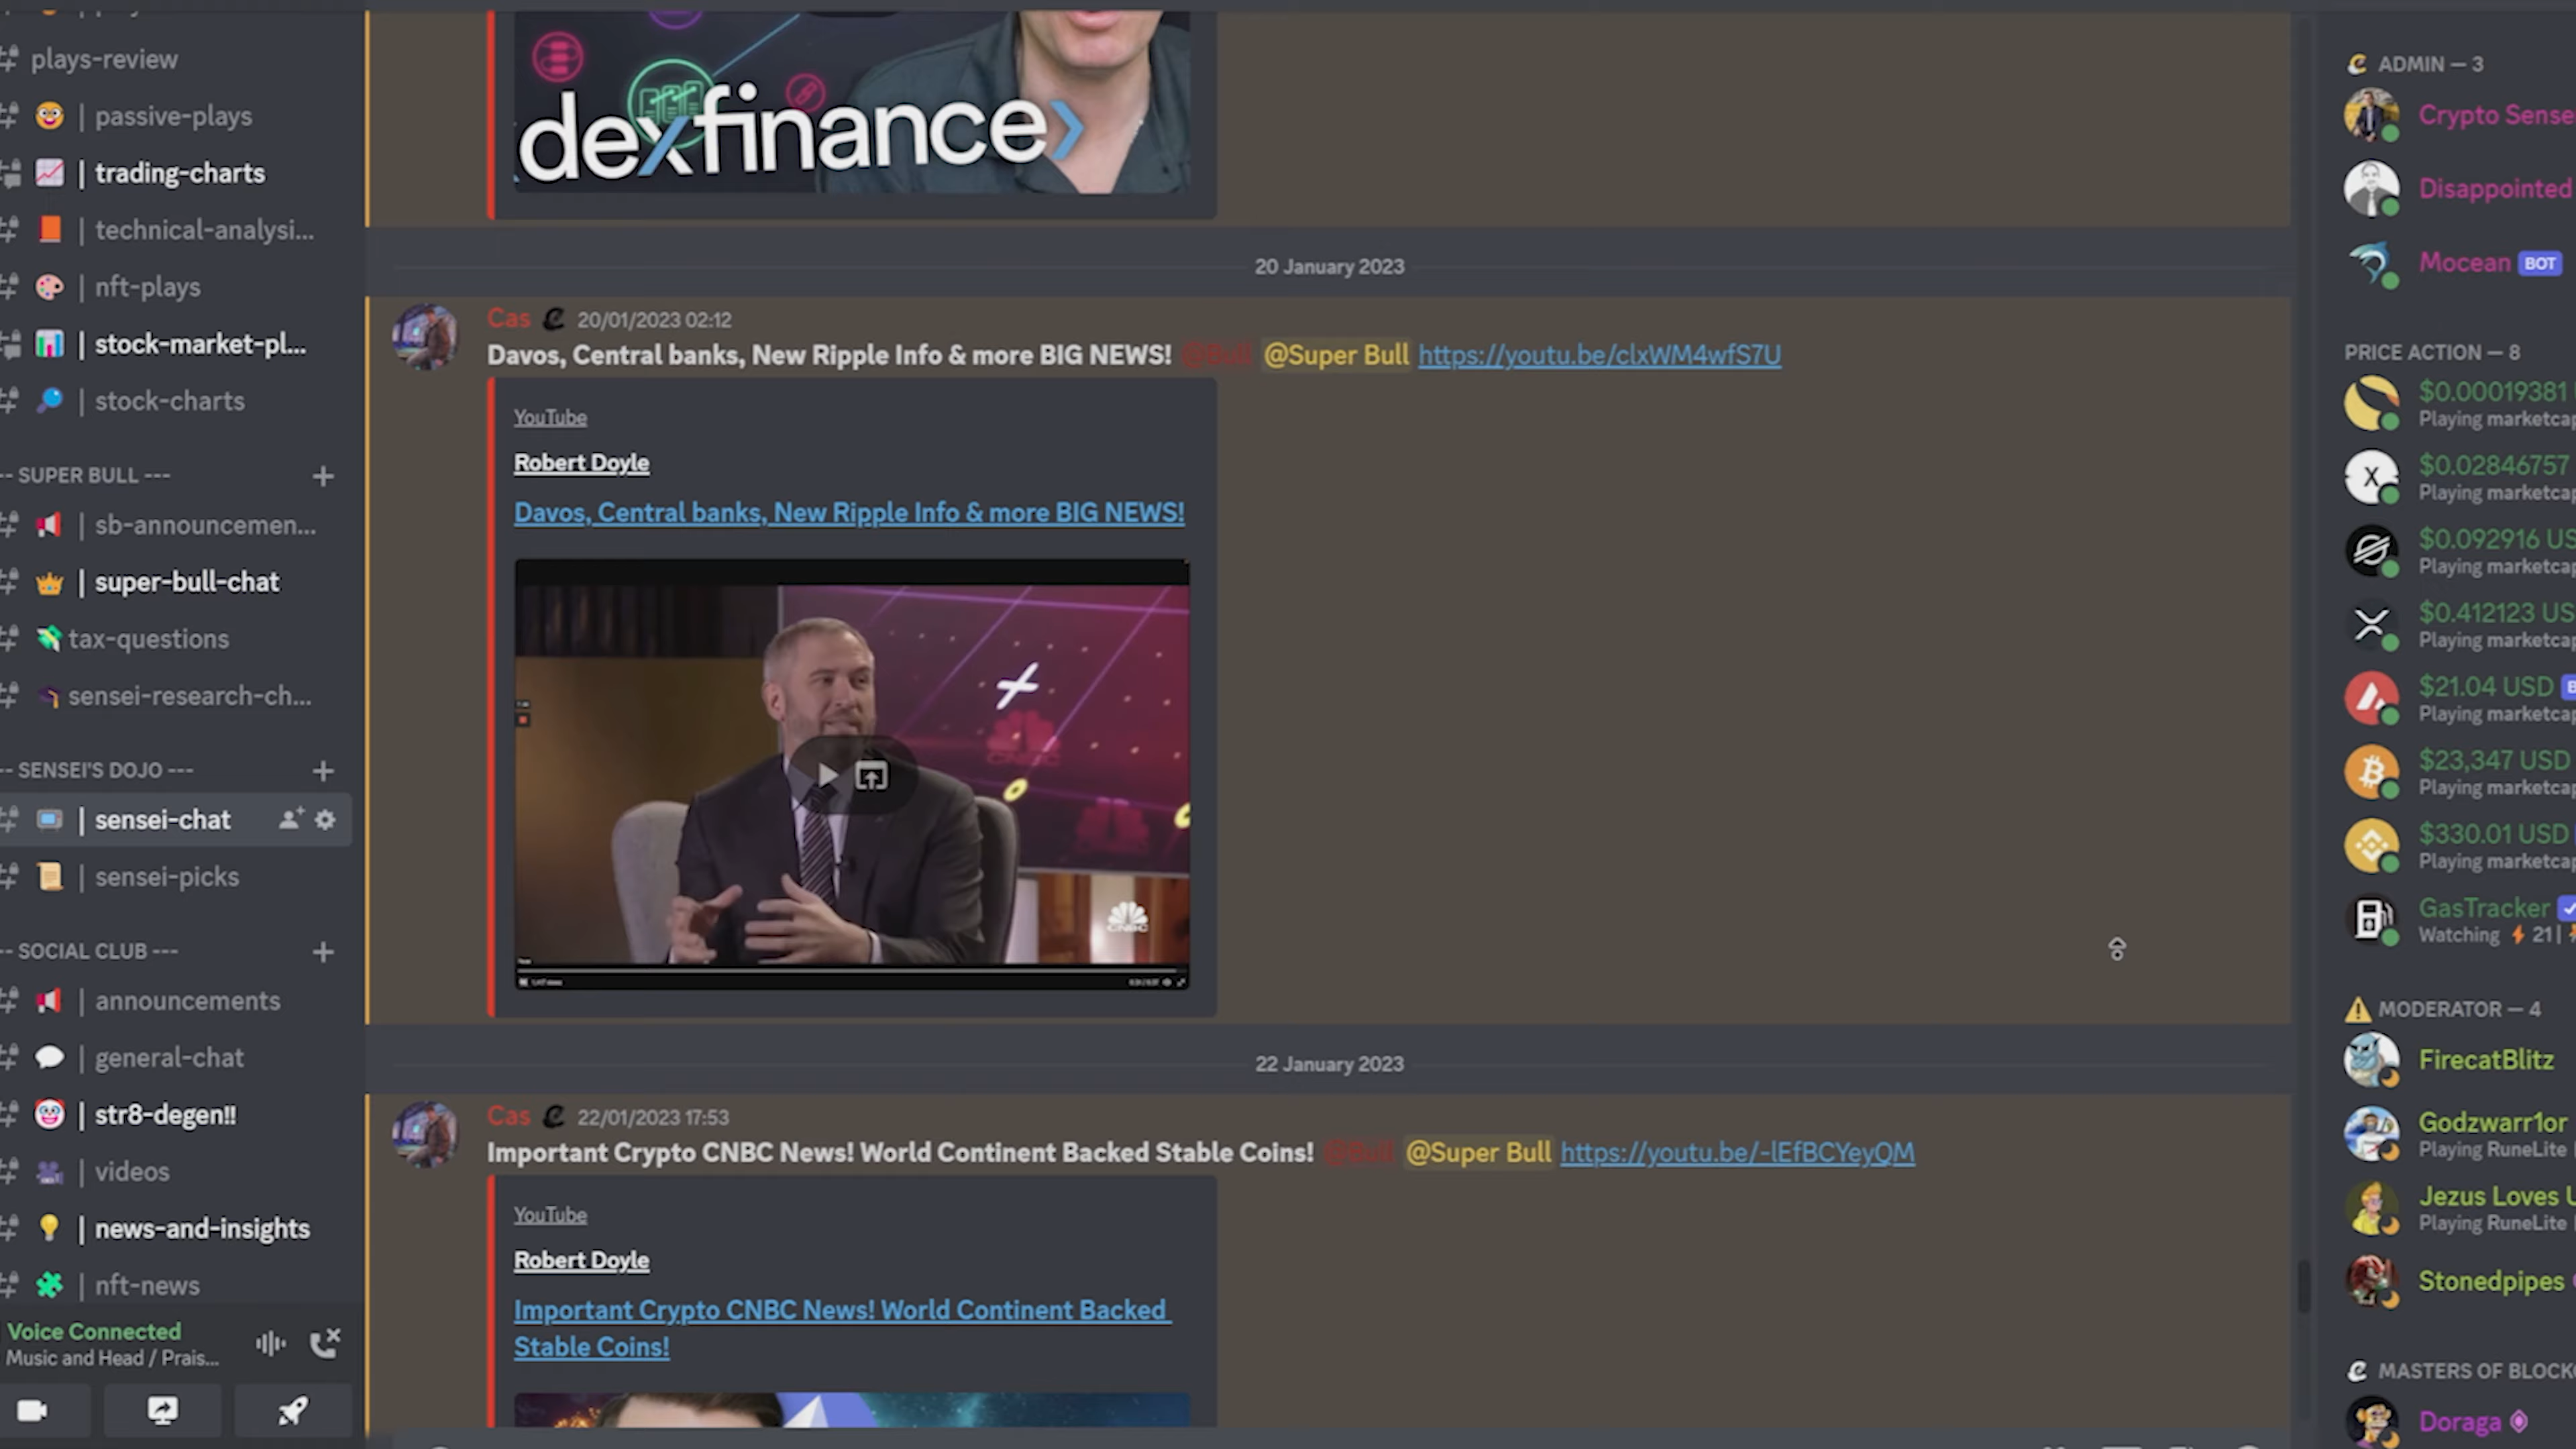 plays-review
| passive-plays
| trading-charts
| technical-analysi...
| nft-plays
| stock-market-pl...
| stock-charts
-- SUPER BULL ---
| sb-announcemen...
| super-bull-chat
tax-questions
sensei-research-ch...
-- SENSEI'S DOJO ---
| sensei-chat
| sensei-picks
-- SOCIAL CLUB ---
| announcements
| general-chat
| str8-degen!!
| videos
| news-and-insights
| nft-news
Voice Connected
Music and Head / Prais...
dexfinance
20 January 2023
Cas 20/01/2023 02:12
Davos, Central banks, New Ripple Info & more BIG NEWS! @Bull @Super Bull https://youtu.be/clxWM4wfS7U
YouTube
Robert Doyle
Davos, Central banks, New Ripple Info & more BIG NEWS!
CNBC
22 January 2023
Cas 22/01/2023 17:53
Important Crypto CNBC News! World Continent Backed Stable Coins! @Bull @Super Bull https://youtu.be/-lEfBCYeyQM
YouTube
Robert Doyle
Important Crypto CNBC News! World Continent Backed
Stable Coins!
ADMIN — 3
Crypto Sense
Disappointed
Mocean BOT
PRICE ACTION — 8
$0.00019381
Playing marketcap
$0.02846757
Playing marketcap
$0.092916 US
Playing marketcap
$0.412123 US
Playing marketcap
$21.04 USD
Playing marketcap
$23,347 USD
Playing marketcap
$330.01 USD
Playing marketcap
GasTracker
Watching 21 |
MODERATOR — 4
FirecatBlitz
Godzwarr1or
Playing RuneLite
Jezus Loves U
Playing RuneLite
Stonedpipes
MASTERS OF BLOCKC
Doraga